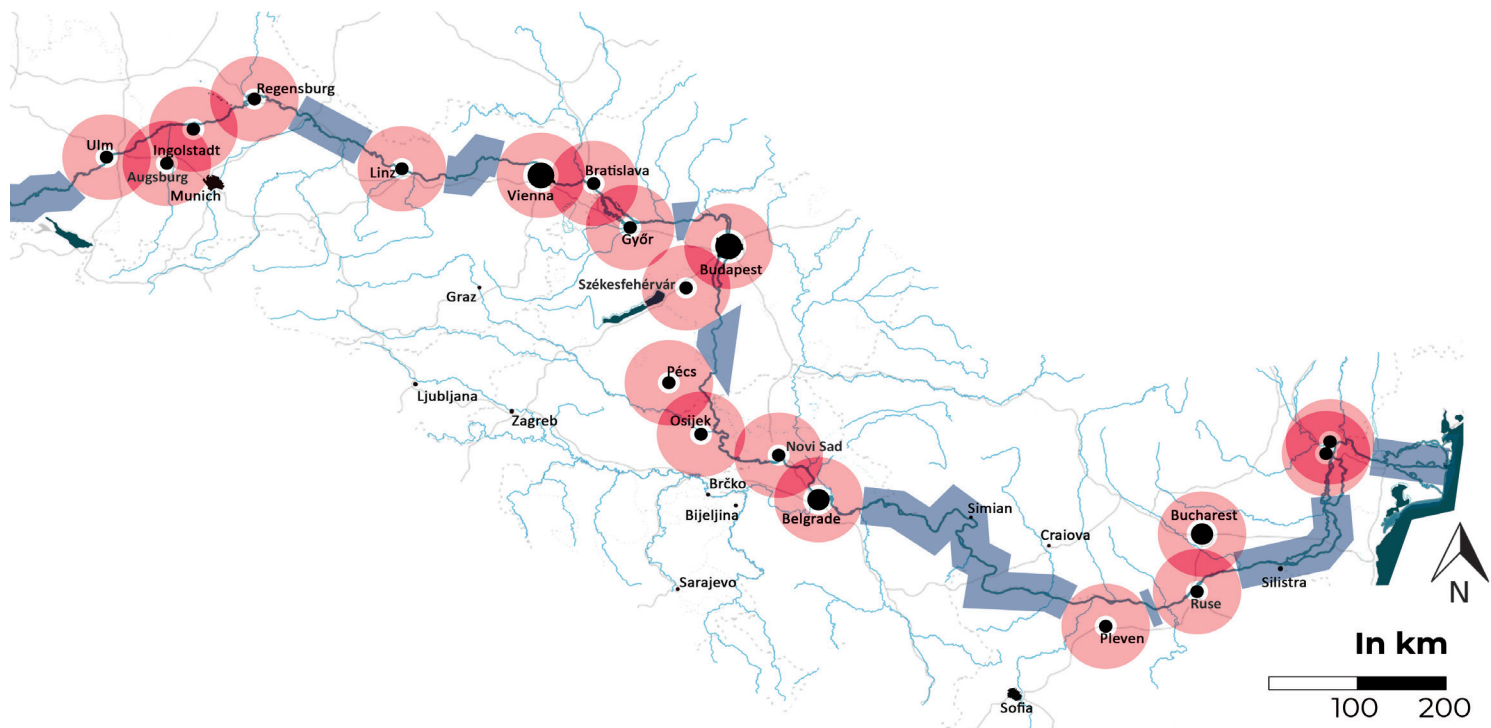 Regensburg
Ulm
Ingolstadt
Augsburg
Munich
Linz
Vienna
Bratislava
Győr
Budapest
Székesfehérvár
Graz
Pécs
Ljubljana
Zagreb
Osijek
Novi Sad
Brčko
Bijeljina
Belgrade
Simian
Craiova
Bucharest
Silistra
Sarajevo
Ruse
Pleven
Sofia
N
In km
100 200